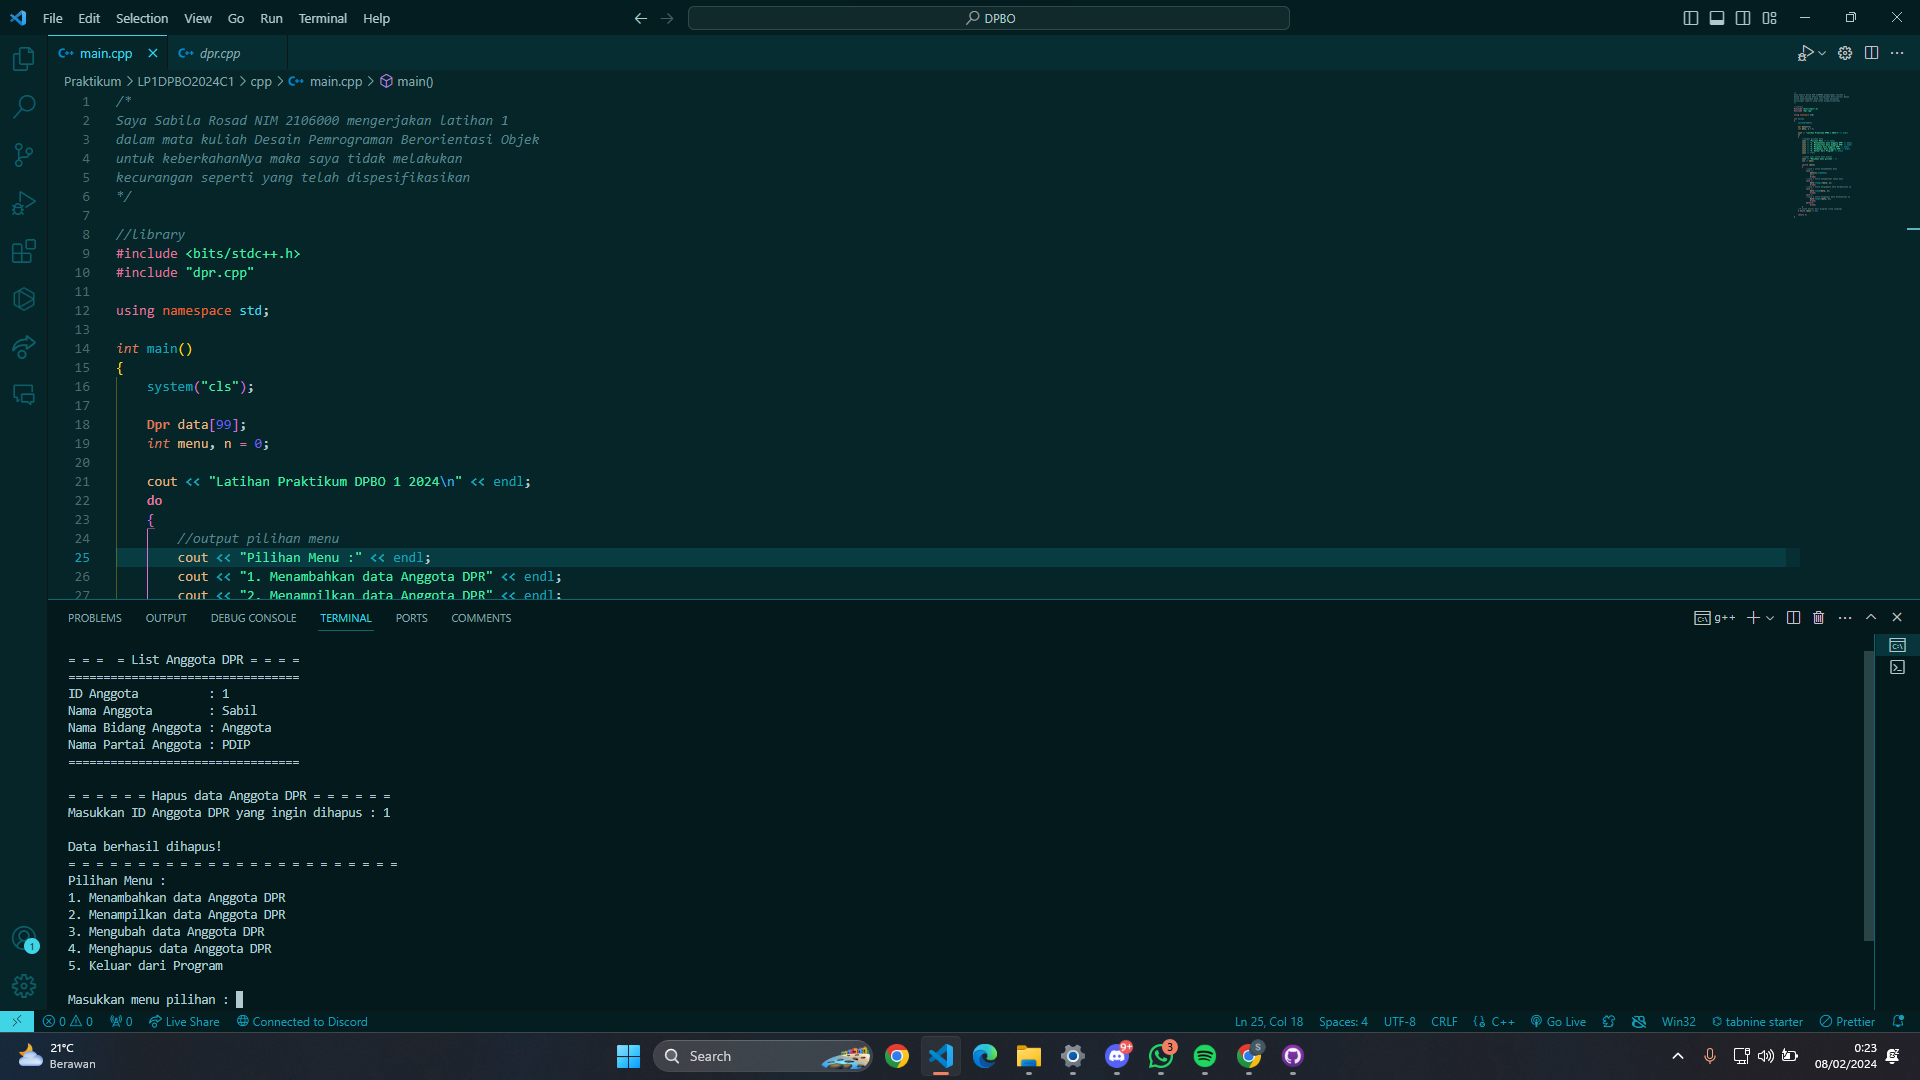 File Edit Selection View Go Run Terminal Help
DPBO
main.cpp
dpr.cpp
Praktikum > LP1DPBO2024C1 > cpp > main.cpp > main()
1 /*
2 Saya Sabila Rosad NIM 2106000 mengerjakan latihan 1
3 dalam mata kuliah Desain Pemrograman Berorientasi Objek
4 untuk keberkahanNya maka saya tidak melakukan
5 kecurangan seperti yang telah dispesifikasikan
6 */
7
8 //library
9 #include <bits/stdc++.h>
10 #include "dpr.cpp"
11
12 using namespace std;
13
14 int main()
15 {
16 system("cls");
17
18 Dpr data[99];
19 int menu, n = 0;
20
21 cout << "Latihan Praktikum DPBO 1 2024\n" << endl;
22 do
23 {
24 //output pilihan menu
25 cout << "Pilihan Menu :" << endl;
26 cout << "1. Menambahkan data Anggota DPR" << endl;
27 cout << "2. Menampilkan data Anggota DPR" << endl;
PROBLEMS OUTPUT DEBUG CONSOLE TERMINAL PORTS COMMENTS
g++
= = =  = List Anggota DPR = = = =
=================================
ID Anggota : 1
Nama Anggota : Sabil
Nama Bidang Anggota : Anggota
Nama Partai Anggota : PDIP
=================================
= = = = = = Hapus data Anggota DPR = = = = = =
Masukkan ID Anggota DPR yang ingin dihapus : 1
Data berhasil dihapus!
= = = = = = = = = = = = = = = = = = = = = = = =
Pilihan Menu :
1. Menambahkan data Anggota DPR
2. Menampilkan data Anggota DPR
3. Mengubah data Anggota DPR
4. Menghapus data Anggota DPR
5. Keluar dari Program
Masukkan menu pilihan :
1
0 0 0 Live Share Connected to Discord
Ln 25, Col 18 Spaces: 4 UTF-8 CRLF {} C++ Go Live Win32 tabnine starter Prettier
21°C
Berawan
Search
9+
3
S
0:23
08/02/2024